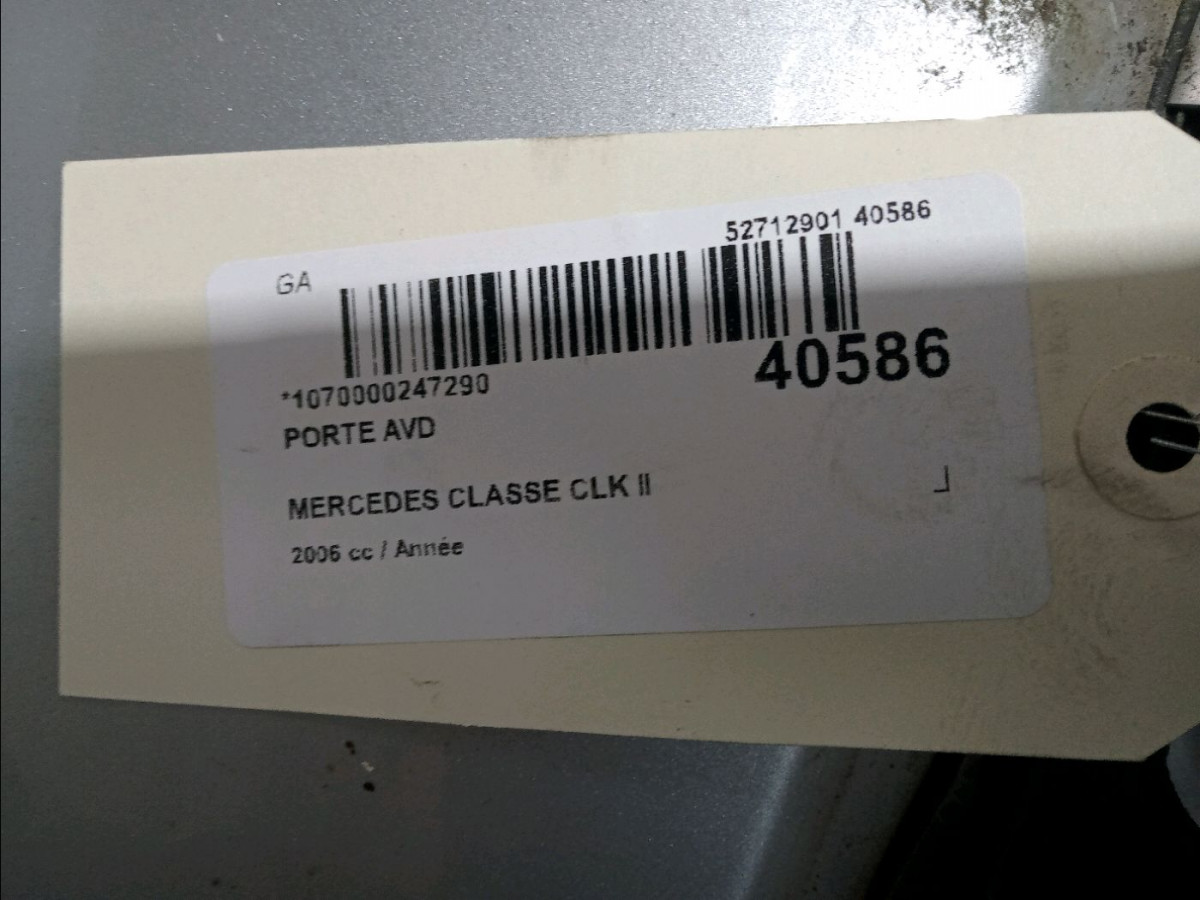 52712901 40586
GA
40586
*1070000247290
PORTE AVD
MERCEDES CLASSE CLK II
2006 cc / Année